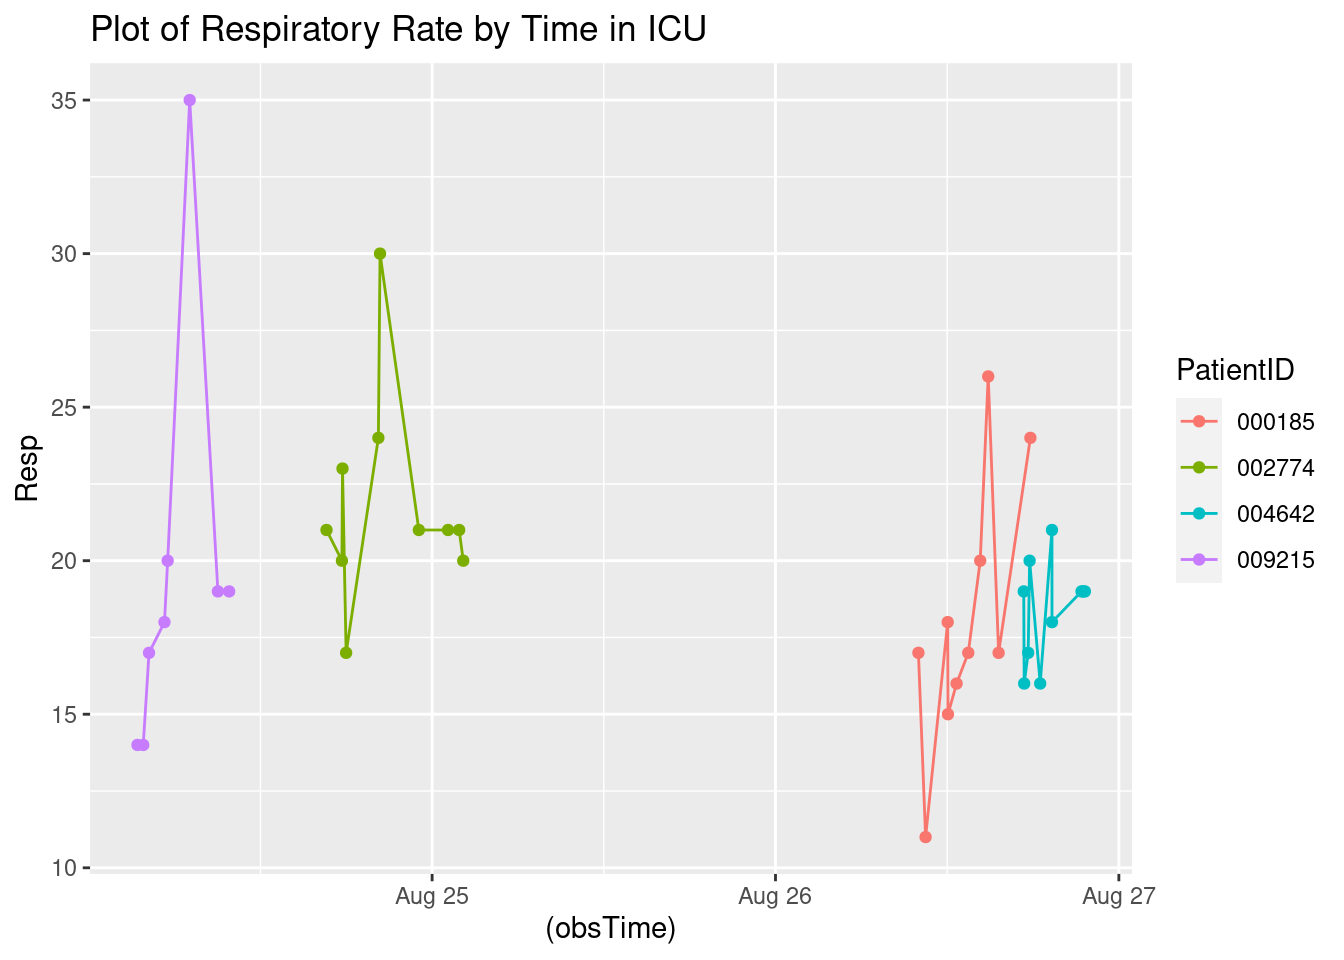 Plot of Respiratory Rate by Time in ICU
35
30
25
20
15
10
Resp
Aug 25
Aug 26
Aug 27
(obsTime)
PatientID
000185
002774
004642
009215